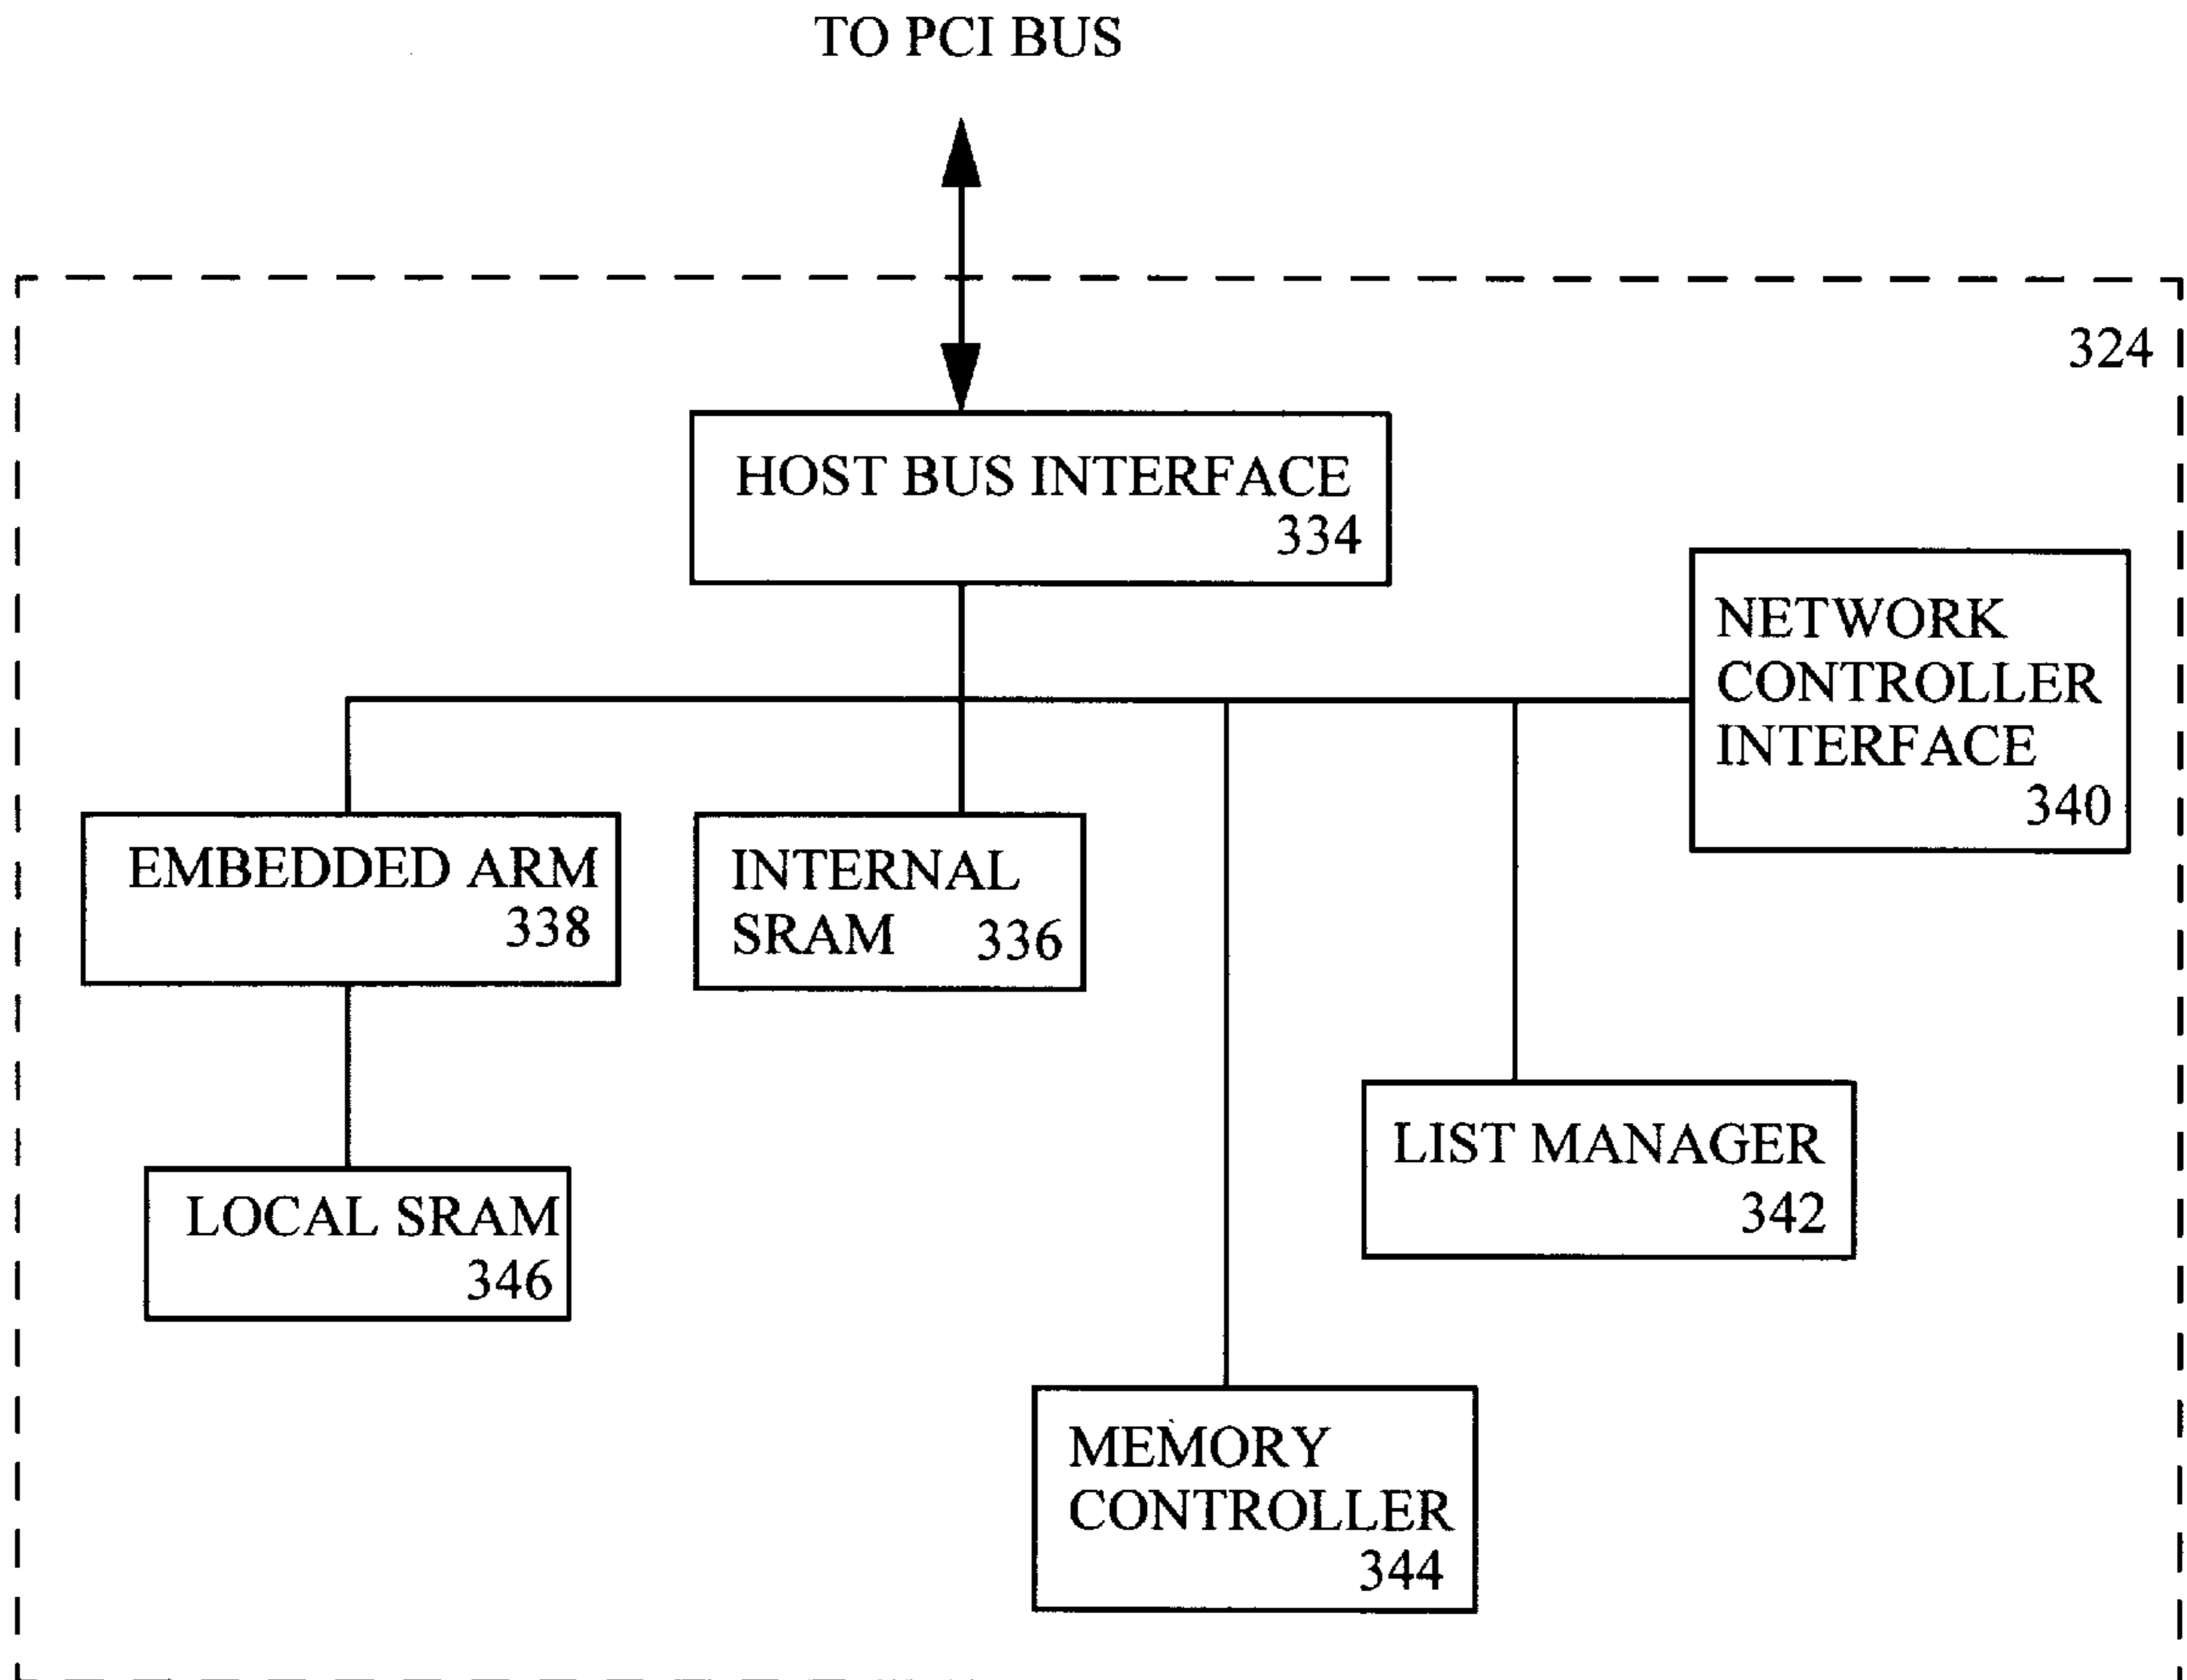 TO PCI BUS
324
HOST BUS INTERFACE
334
NETWORK
CONTROLLER
INTERFACE
340
EMBEDDED ARM
338
INTERNAL
SRAM 336
LIST MANAGER
342
LOCAL SRAM
346
MEMORY
CONTROLLER
344